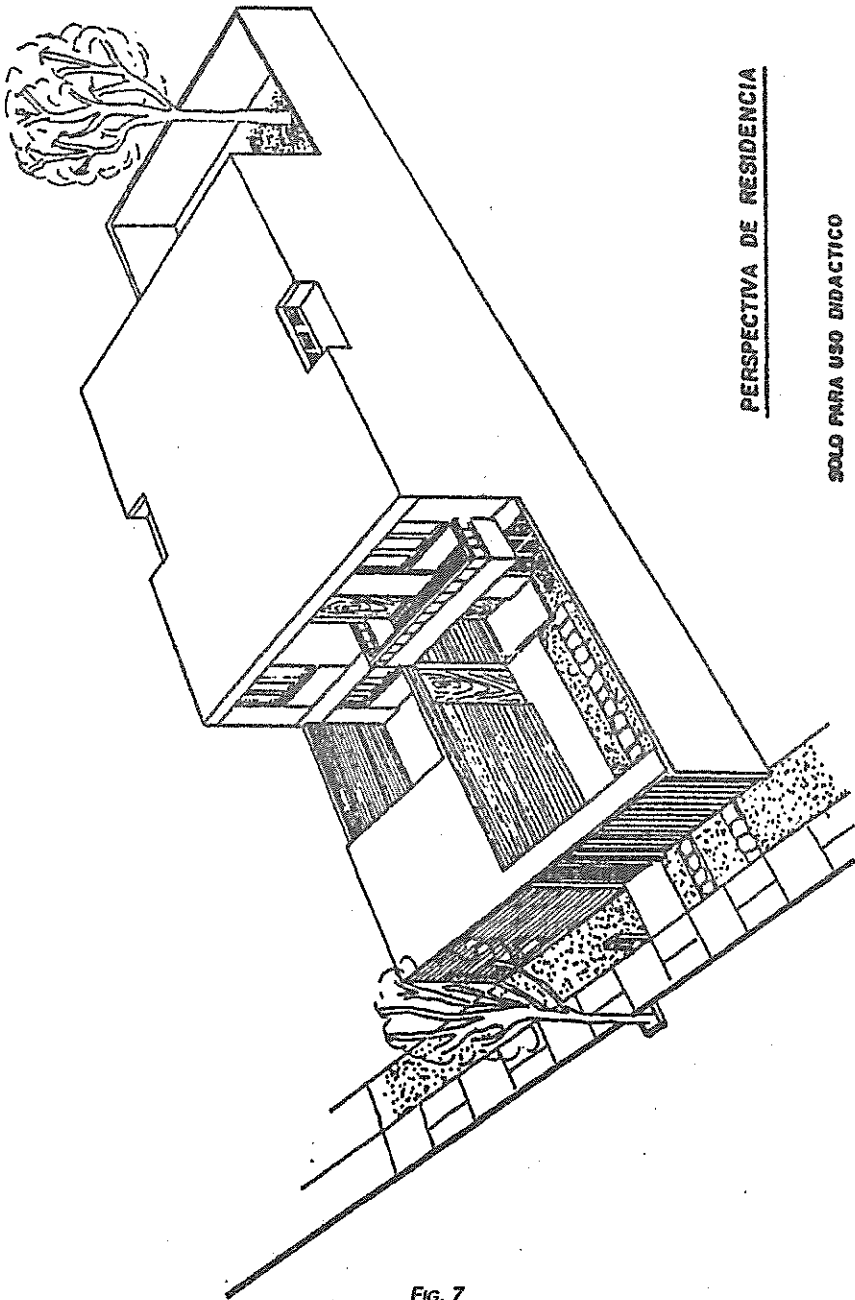 PERSPECTIVA DE RESIDENCIA
SOLO PARA USO DIDACTICO
FIG. 7